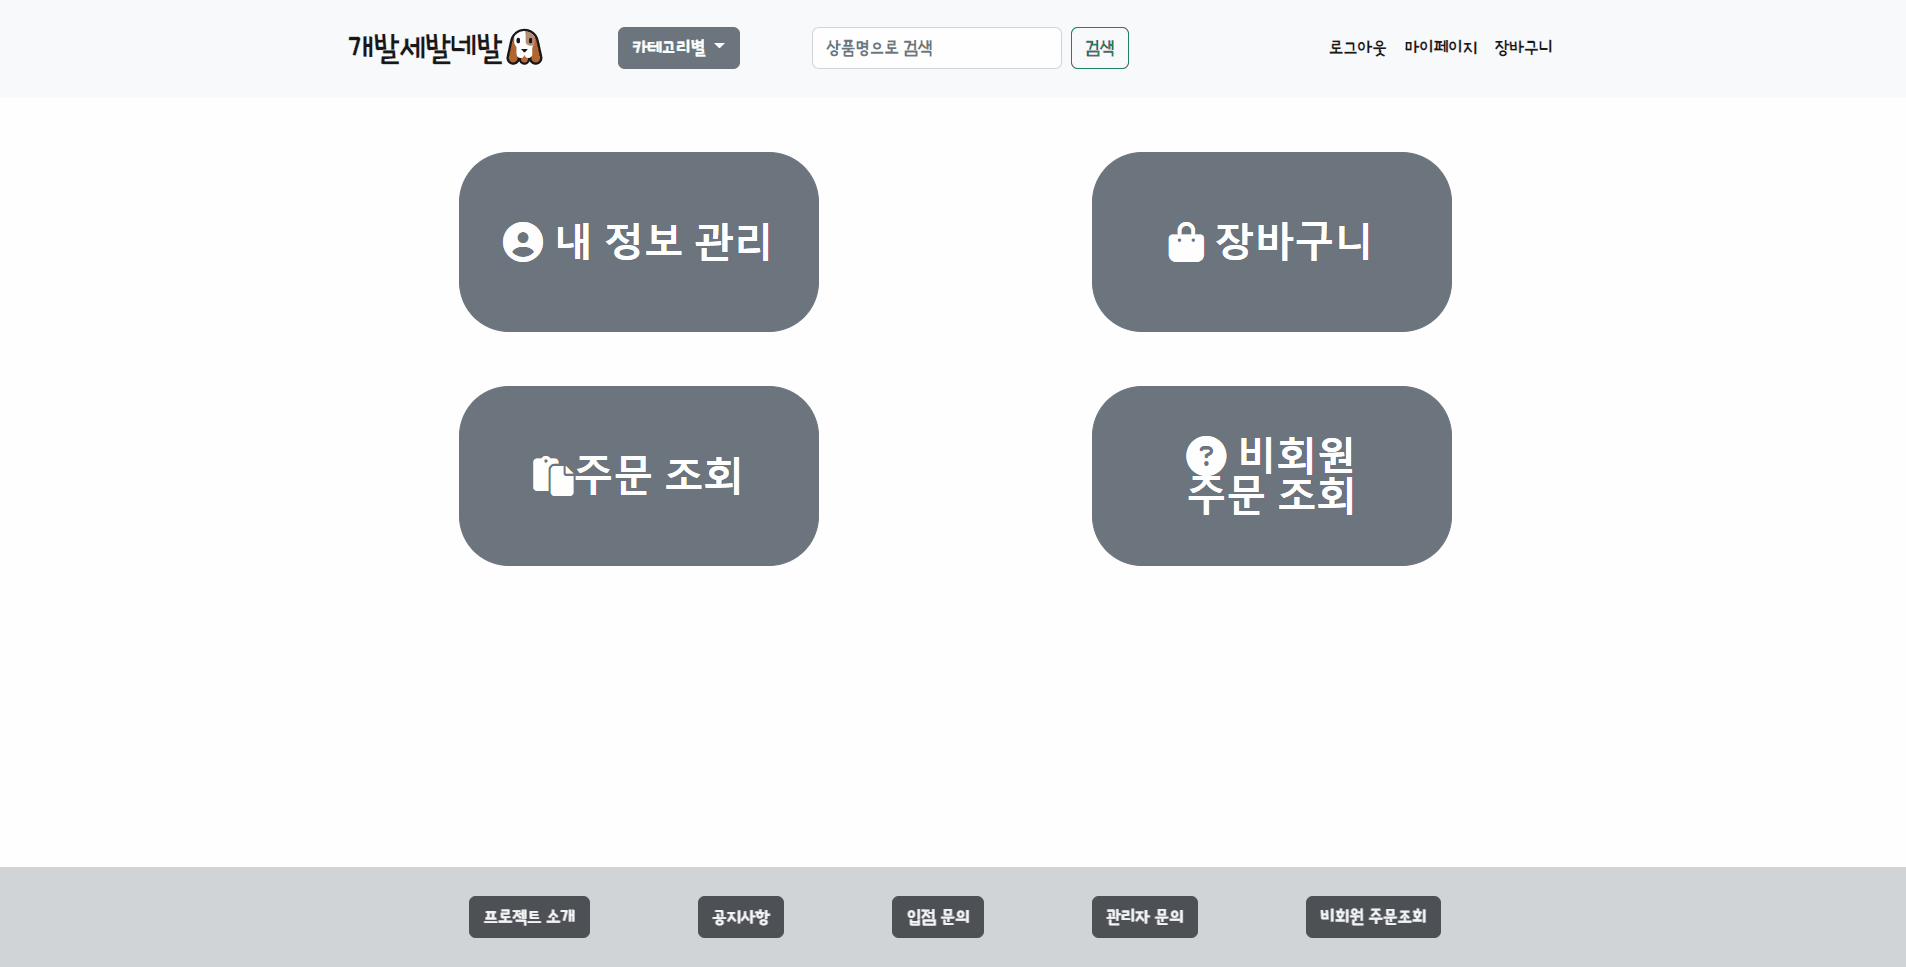 개발세발네발
카테고리별
상품명으로 검색
검색
로그아웃
마이페이지
장바구니
내 정보 관리
장바구니
주문 조회
비회원
주문 조회
프로젝트 소개
공지사항
입점 문의
관리자 문의
비회원 주문조회